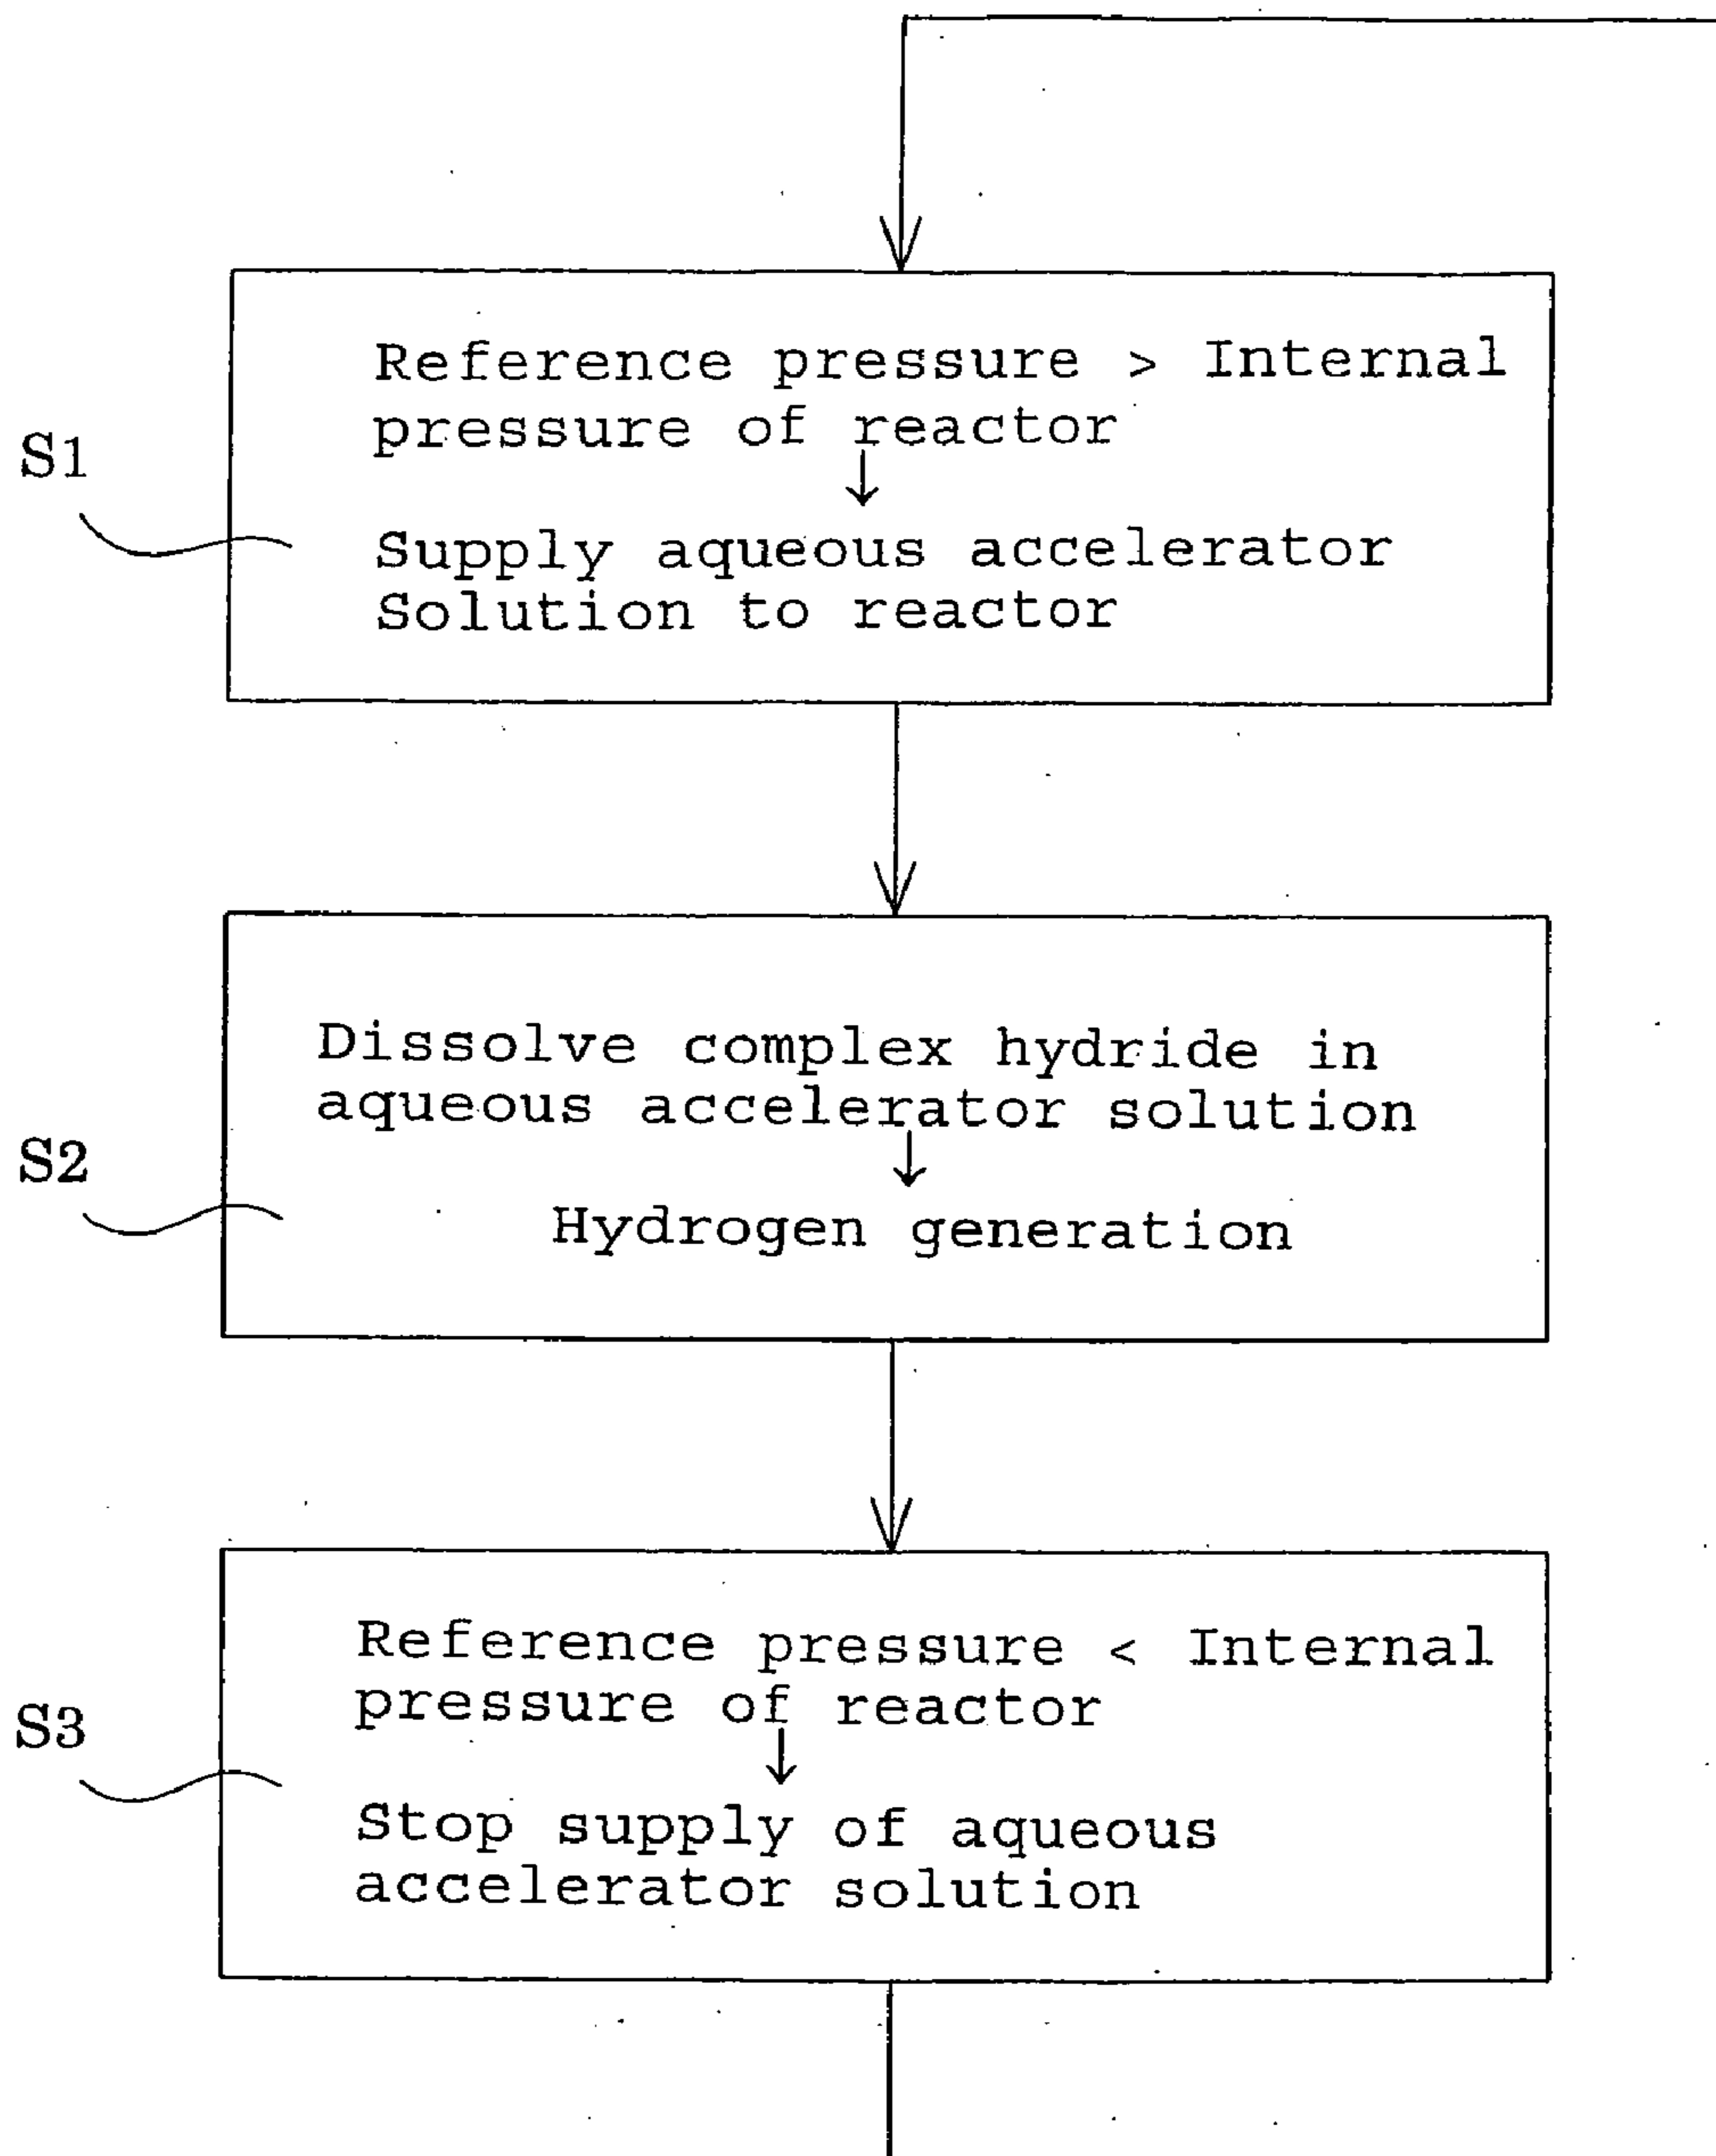 Reference pressure > Internal
pressure of reactor
↓
S1
Supply aqueous accelerator
Solution to reactor
Dissolve complex hydride in
aqueous accelerator solution
↓
S2
Hydrogen generation
Reference pressure < Internal
pressure of reactor
↓
S3
Stop supply of aqueous
accelerator solution